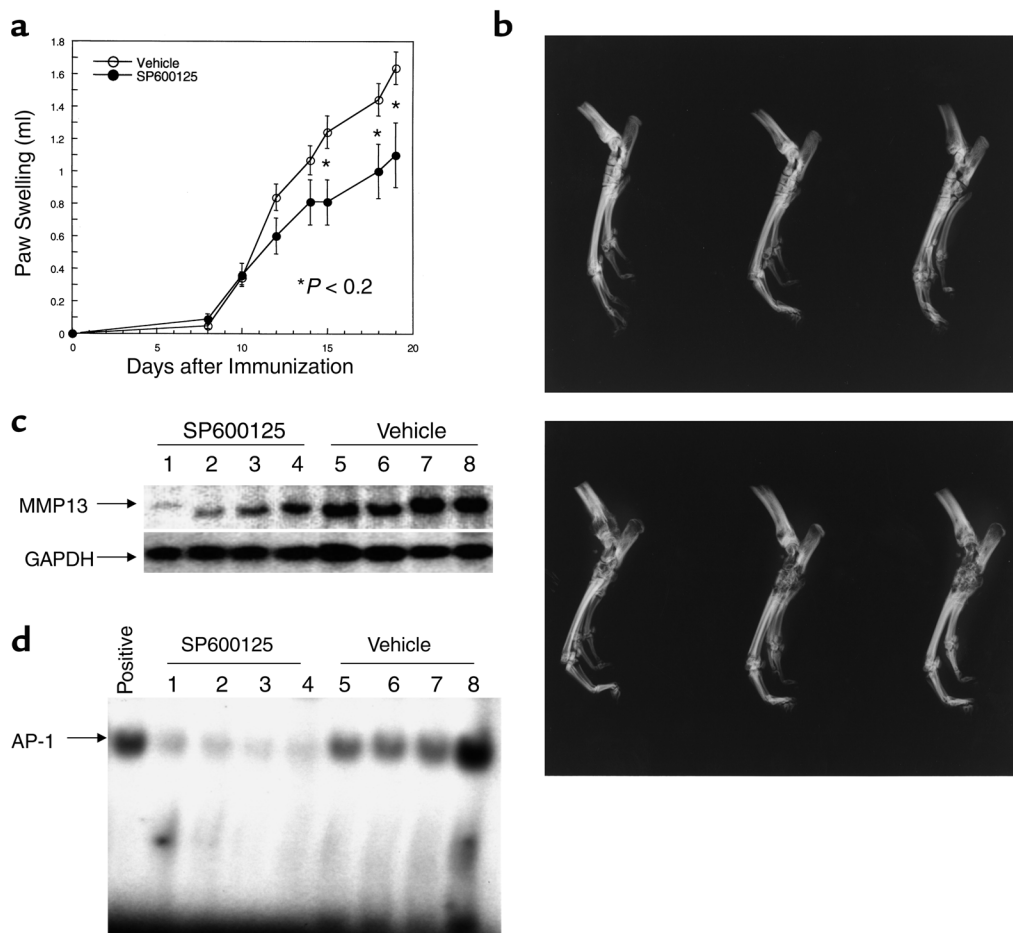 a
1.8
1.6
1.4
1.2
1
0.8
0.6
0.4
0.2
0
Paw Swelling (ml)
Vehicle
SP600125
*
*
*
*P < 0.2
0
5
10
15
20
Days after Immunization
b
c
SP600125 Vehicle
1 2 3 4 5 6 7 8
MMP13
GAPDH
d
Positive
SP600125 Vehicle
1 2 3 4 5 6 7 8
AP-1